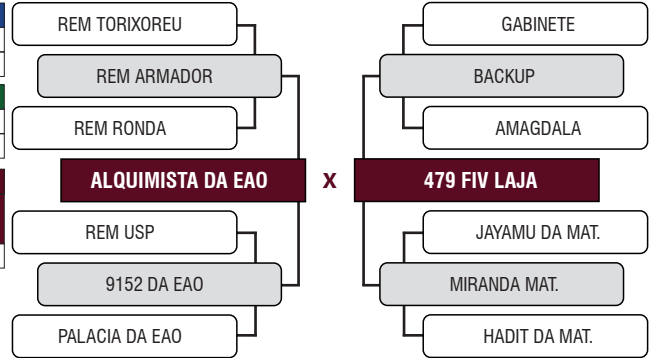 REM TORIXOREU
GABINETE
REM ARMADOR
BACKUP
REM RONDA
AMAGDALA
ALQUIMISTA DA EAO X 479 FIV LAJA
REM USP
JAYAMU DA MAT.
9152 DA EAO
MIRANDA MAT.
PALACIA DA EAO
HADIT DA MAT.